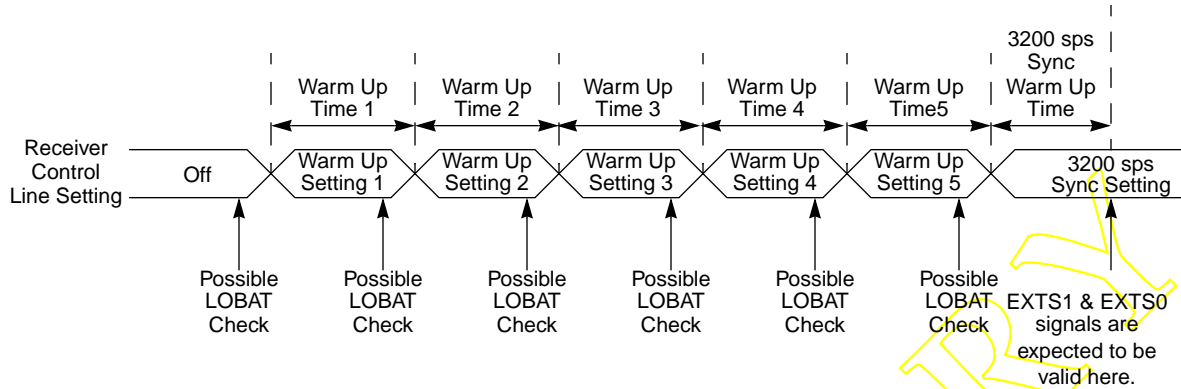 3200 sps
Sync
Warm Up
Time 1
Warm Up
Time 2
Warm Up
Time 3
Warm Up
Time 4
Warm Up
Time5
Warm Up
Time
Receiver
Control
Line Setting
Off
Warm Up
Setting 1
Warm Up
Setting 2
Warm Up
Setting 3
Warm Up
Setting 4
Warm Up
Setting 5
3200 sps
Sync Setting
Possible
LOBAT
Check
Possible
LOBAT
Check
Possible
LOBAT
Check
Possible
LOBAT
Check
Possible
LOBAT
Check
Possible
LOBAT
Check
EXTS1 & EXTS0
signals are
expected to be
valid here.
R Y